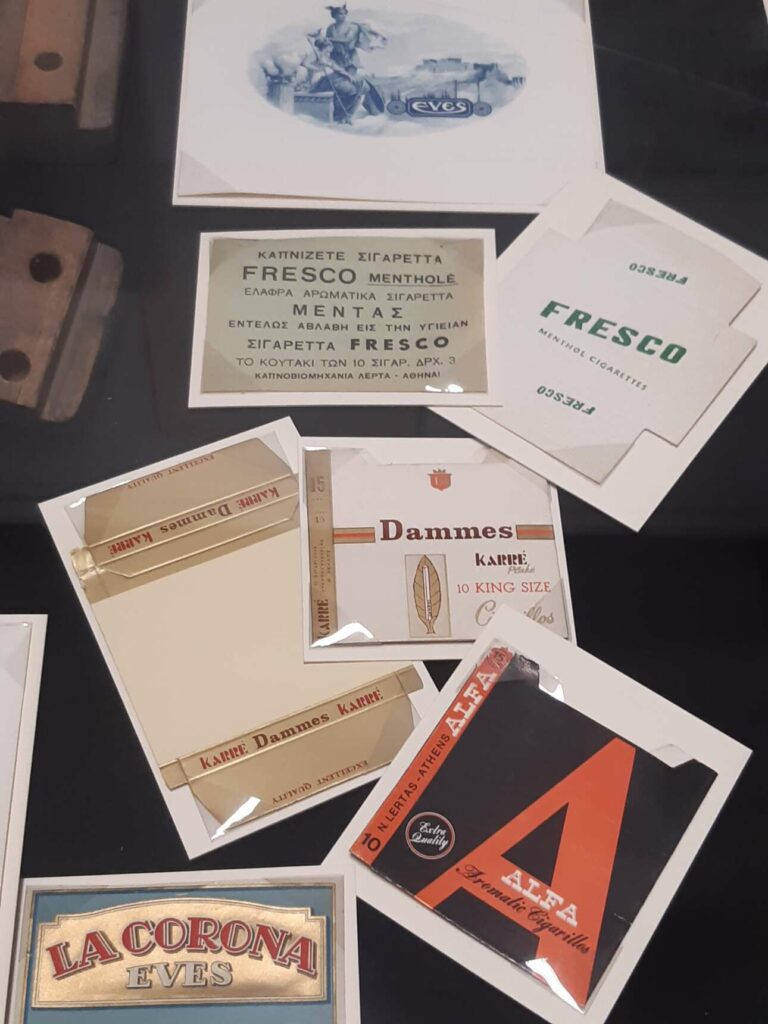 EVES
ΚΑΠΝΙΖΕΤΕ ΣΙΓΑΡΕΤΤΑ
FRESCO MENTHOLÉ
ΕΛΑΦΡΑ ΑΡΩΜΑΤΙΚΑ ΣΙΓΑΡΕΤΤΑ
ΜΕΝΤΑΣ
ΕΝΤΕΛΩΣ ΑΒΛΑΒΗ ΕΙΣ ΤΗΝ ΥΓΙΕΙΑΝ
ΣΙΓΑΡΕΤΤΑ FRESCO
ΤΟ ΚΟΥΤΑΚΙ ΤΩΝ 10 ΣΙΓΑΡ. ΔΡΧ. 3
ΚΑΠΝΟΒΙΟΜΗΧΑΝΙΑ ΛΕΡΤΑ - ΑΘΗΝΑΙ
FRESCO
FRESCO
MENTHOL CIGARETTES
FRESCO
EXCELLENT QUALITY
KARRÉ Dammes KARRÉ
KARRÉ Dammes KARRÉ
EXCELLENT QUALITY
15
15
KARRÉ
Dammes
KARRÉ
10 KING SIZE
ALFA
10 N. LERTAS - ATHENS
Extra
Quality
ALFA
Aromatic Cigarillos
LA CORONA
EVES